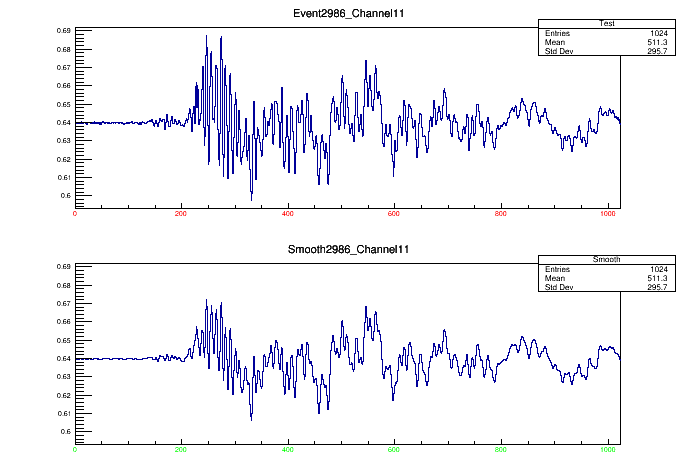 Event2986_Channel11
Test
Entries 1024
Mean 511.3
Std Dev 295.7
0.69
0.68
0.67
0.66
0.65
0.64
0.63
0.62
0.61
0.6
0 200 400 600 800 1000
Smooth2986_Channel11
Smooth
Entries 1024
Mean 511.3
Std Dev 295.7
0.69
0.68
0.67
0.66
0.65
0.64
0.63
0.62
0.61
0.6
0 200 400 600 800 1000